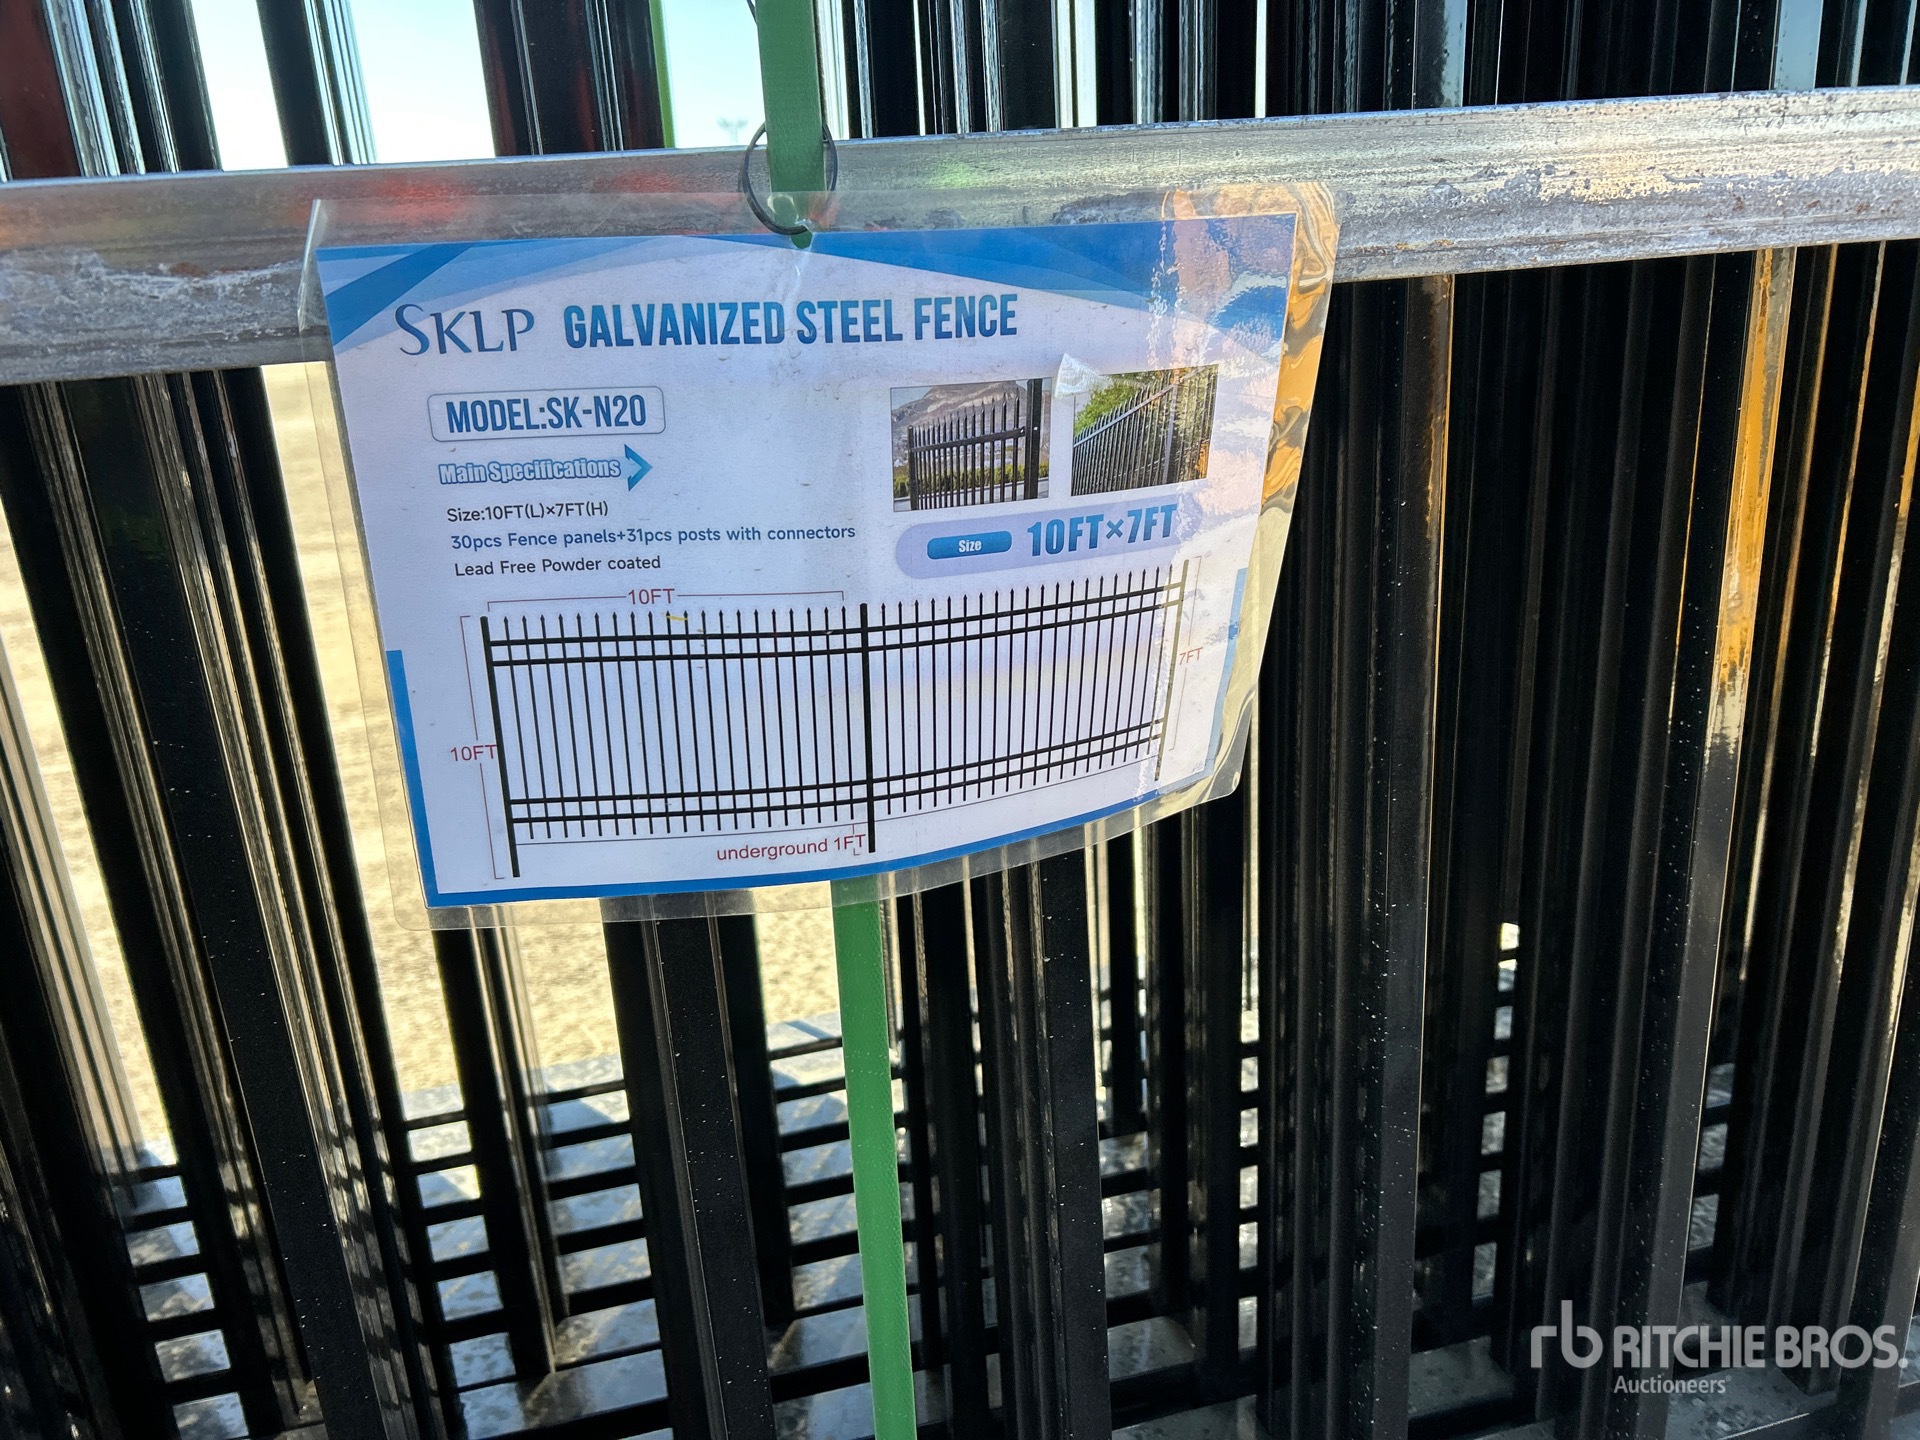 SKLP GALVANIZED STEEL FENCE
MODEL:SK-N20
Main Specifications
Size:10FT(L)×7FT(H)
30pcs Fence panels+31pcs posts with connectors
Lead Free Powder coated
Size 10FT×7FT
10FT
10FT
7FT
underground 1FT
rb RITCHIE BROS.
Auctioneers